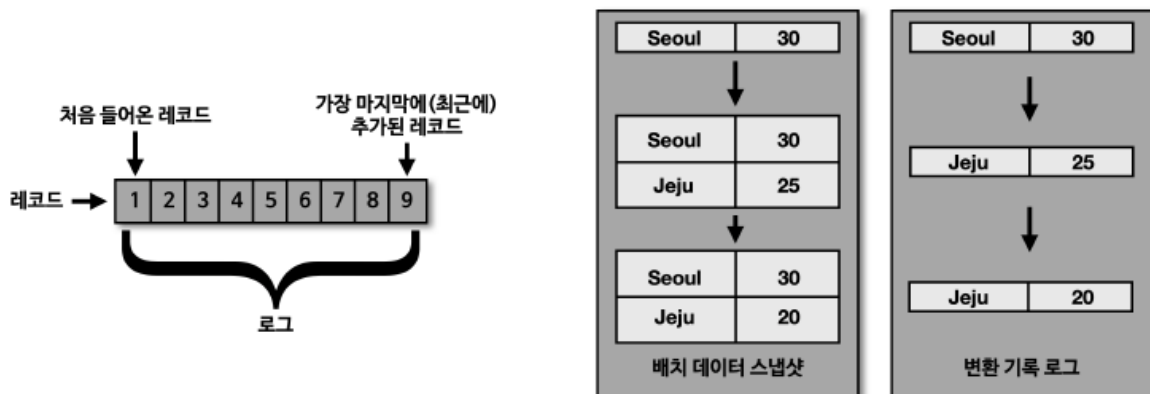 처음 들어온 레코드
가장 마지막에(최근에)
추가된 레코드
레코드
1 2 3 4 5 6 7 8 9
로그
Seoul 30
Seoul 30
Jeju 25
Seoul 30
Jeju 20
배치 데이터 스냅샷
Seoul 30
Jeju 25
Jeju 20
변환 기록 로그